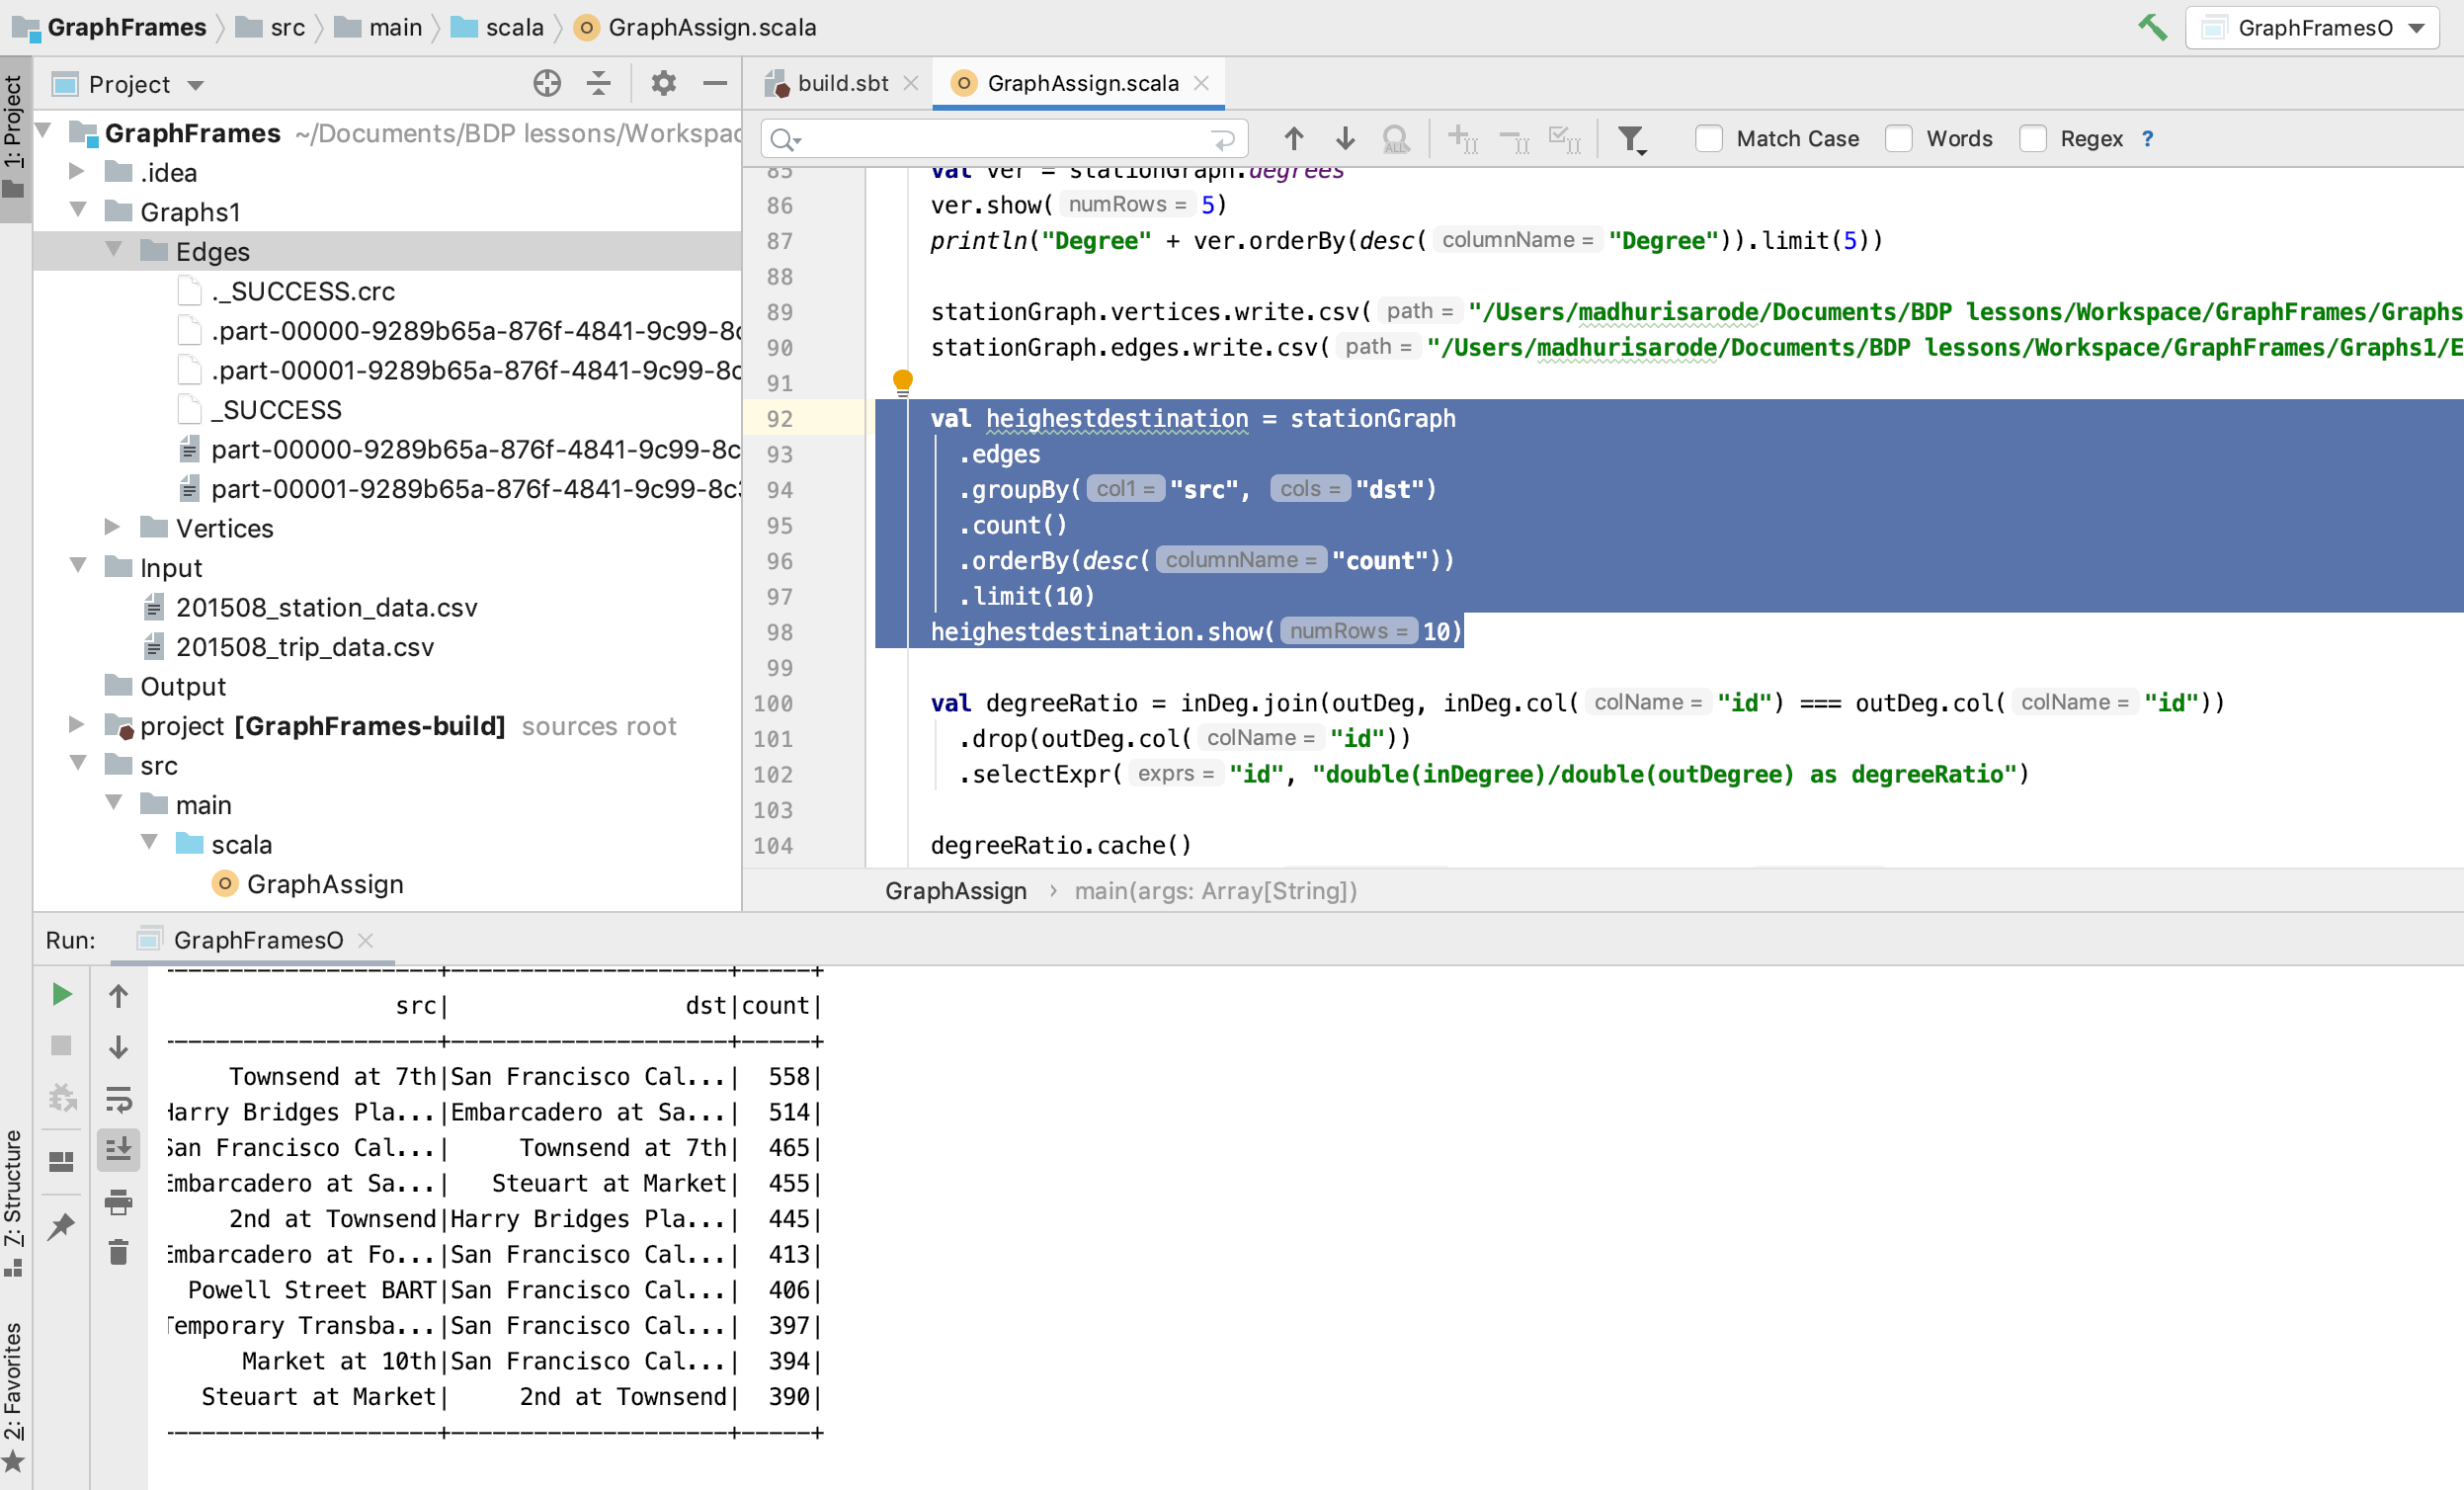 GraphFrames src main scala GraphAssign.scala GraphFramesO
1: Project
Project
build.sbt GraphAssign.scala
GraphFrames ~/Documents/BDP lessons/Workspac
.idea
Graphs1
Edges
._SUCCESS.crc
.part-00000-9289b65a-876f-4841-9c99-8c
.part-00001-9289b65a-876f-4841-9c99-8c
_SUCCESS
part-00000-9289b65a-876f-4841-9c99-8c
part-00001-9289b65a-876f-4841-9c99-8c
Vertices
Input
201508_station_data.csv
201508_trip_data.csv
Output
project [GraphFrames-build] sources root
src
main
scala
GraphAssign
ALL Match Case Words Regex ?
85 val ver = stationGraph.degrees
86 ver.show( numRows = 5)
87 println("Degree" + ver.orderBy(desc( columnName = "Degree")).limit(5))
88
89 stationGraph.vertices.write.csv( path = "/Users/madhurisarode/Documents/BDP lessons/Workspace/GraphFrames/Graphs
90 stationGraph.edges.write.csv( path = "/Users/madhurisarode/Documents/BDP lessons/Workspace/GraphFrames/Graphs1/E
91
92 val heighestdestination = stationGraph
93 .edges
94 .groupBy( col1 = "src", cols = "dst")
95 .count()
96 .orderBy(desc( columnName = "count"))
97 .limit(10)
98 heighestdestination.show( numRows = 10)
99
100 val degreeRatio = inDeg.join(outDeg, inDeg.col( colName = "id") === outDeg.col( colName = "id"))
101 .drop(outDeg.col( colName = "id"))
102 .selectExpr( exprs = "id", "double(inDegree)/double(outDegree) as degreeRatio")
103
104 degreeRatio.cache()
GraphAssign › main(args: Array[String])
Run: GraphFramesO
-------------------+--------------------+-----+
src| dst|count|
-------------------+--------------------+-----+
Townsend at 7th|San Francisco Cal...| 558|
Harry Bridges Pla...|Embarcadero at Sa...| 514|
San Francisco Cal...| Townsend at 7th| 465|
Embarcadero at Sa...| Steuart at Market| 455|
2nd at Townsend|Harry Bridges Pla...| 445|
Embarcadero at Fo...|San Francisco Cal...| 413|
Powell Street BART|San Francisco Cal...| 406|
Temporary Transba...|San Francisco Cal...| 397|
Market at 10th|San Francisco Cal...| 394|
Steuart at Market| 2nd at Townsend| 390|
-------------------+--------------------+-----+
7: Structure
2: Favorites